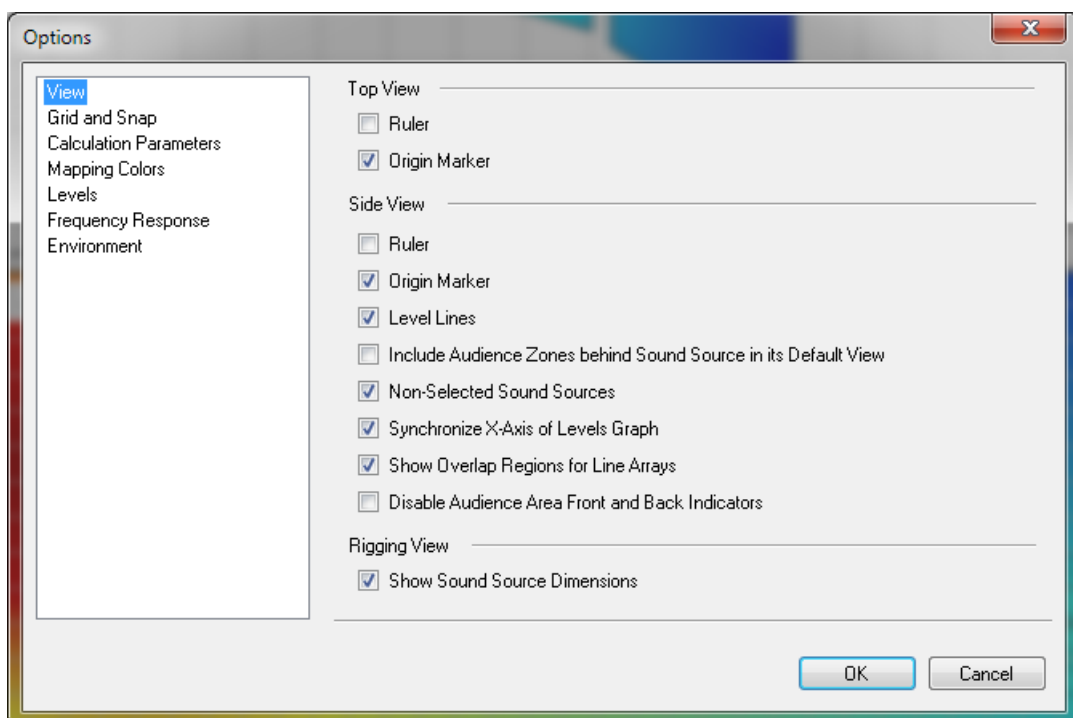 Options
View
Grid and Snap
Calculation Parameters
Mapping Colors
Levels
Frequency Response
Environment
Top View
Ruler
Origin Marker
Side View
Ruler
Origin Marker
Level Lines
Include Audience Zones behind Sound Source in its Default View
Non-Selected Sound Sources
Synchronize X-Axis of Levels Graph
Show Overlap Regions for Line Arrays
Disable Audience Area Front and Back Indicators
Rigging View
Show Sound Source Dimensions
OK
Cancel